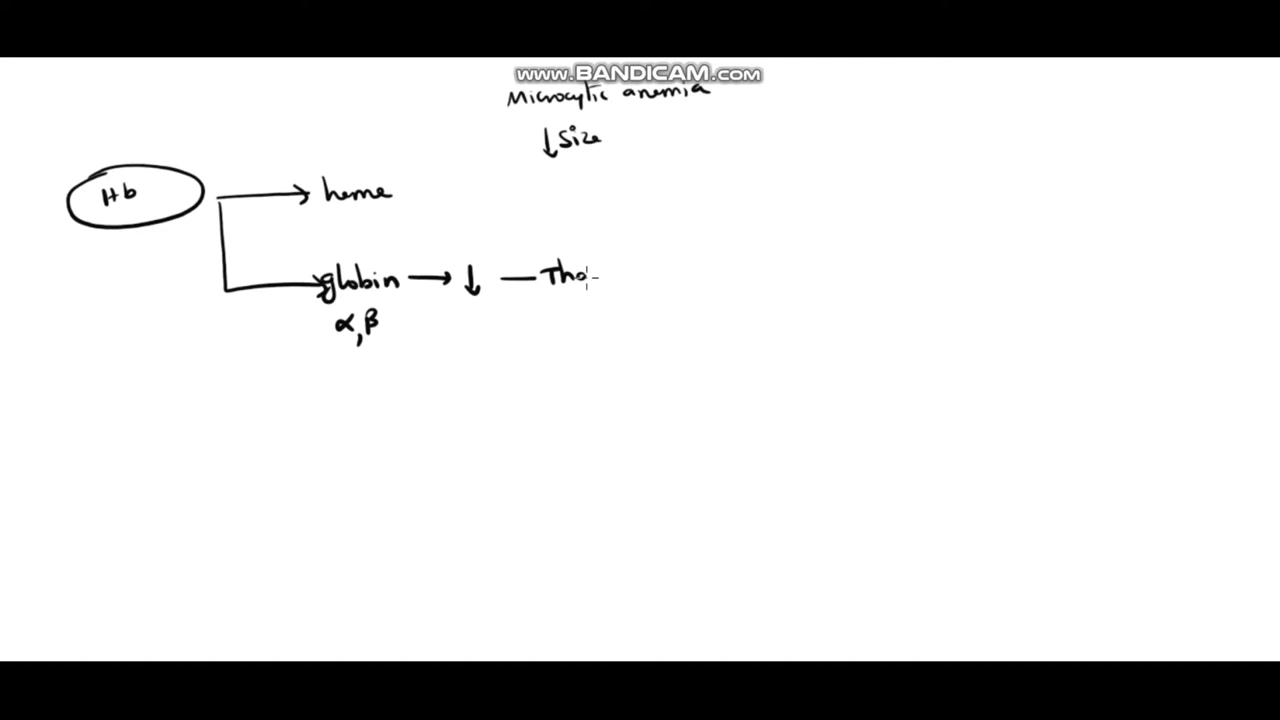 www.BANDICAM.com
Microcytic anemia
↓ size
Hb → heme
globin → ↓ — Tha
α, β